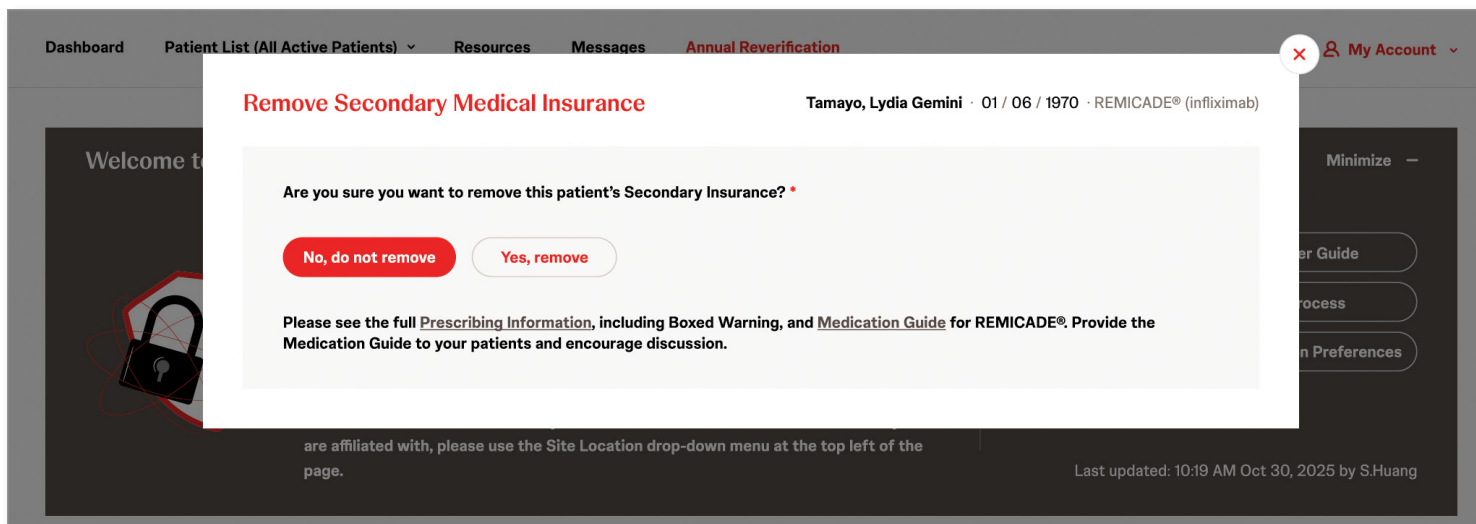 Dashboard Patient List (All Active Patients) Resources Messages Annual Reverification My Account
Remove Secondary Medical Insurance Tamayo, Lydia Gemini · 01 / 06 / 1970 · REMICADE® (infliximab)
Welcome Minimize
Are you sure you want to remove this patient’s Secondary Insurance? *
No, do not remove Yes, remove
Guide
Please see the full Prescribing Information, including Boxed Warning, and Medication Guide for REMICADE®. Provide the
Medication Guide to your patients and encourage discussion.
Preferences
are affiliated with, please use the Site Location drop-down menu at the top left of the
page.
Last updated: 10:19 AM Oct 30, 2025 by S.Huang